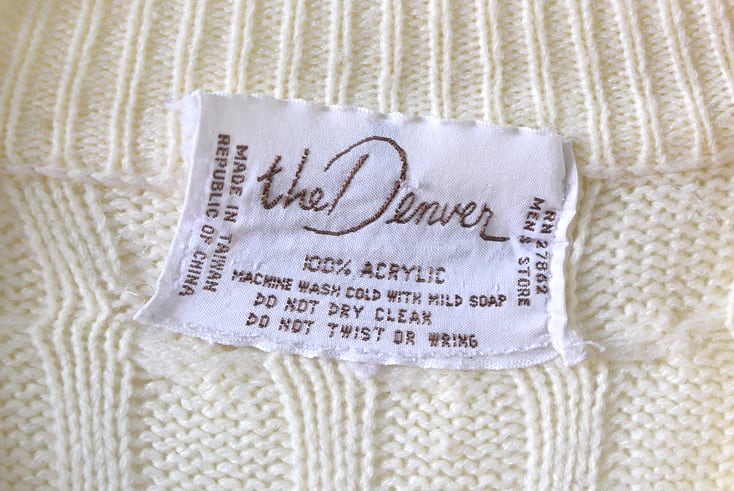 the Denver
100% ACRYLIC
MACHINE WASH COLD WITH MILD SOAP
DO NOT DRY CLEAN
DO NOT TWIST OR WRING
MADE IN TAIWAN
REPUBLIC OF CHINA
RN 27862
MEN'S STORE